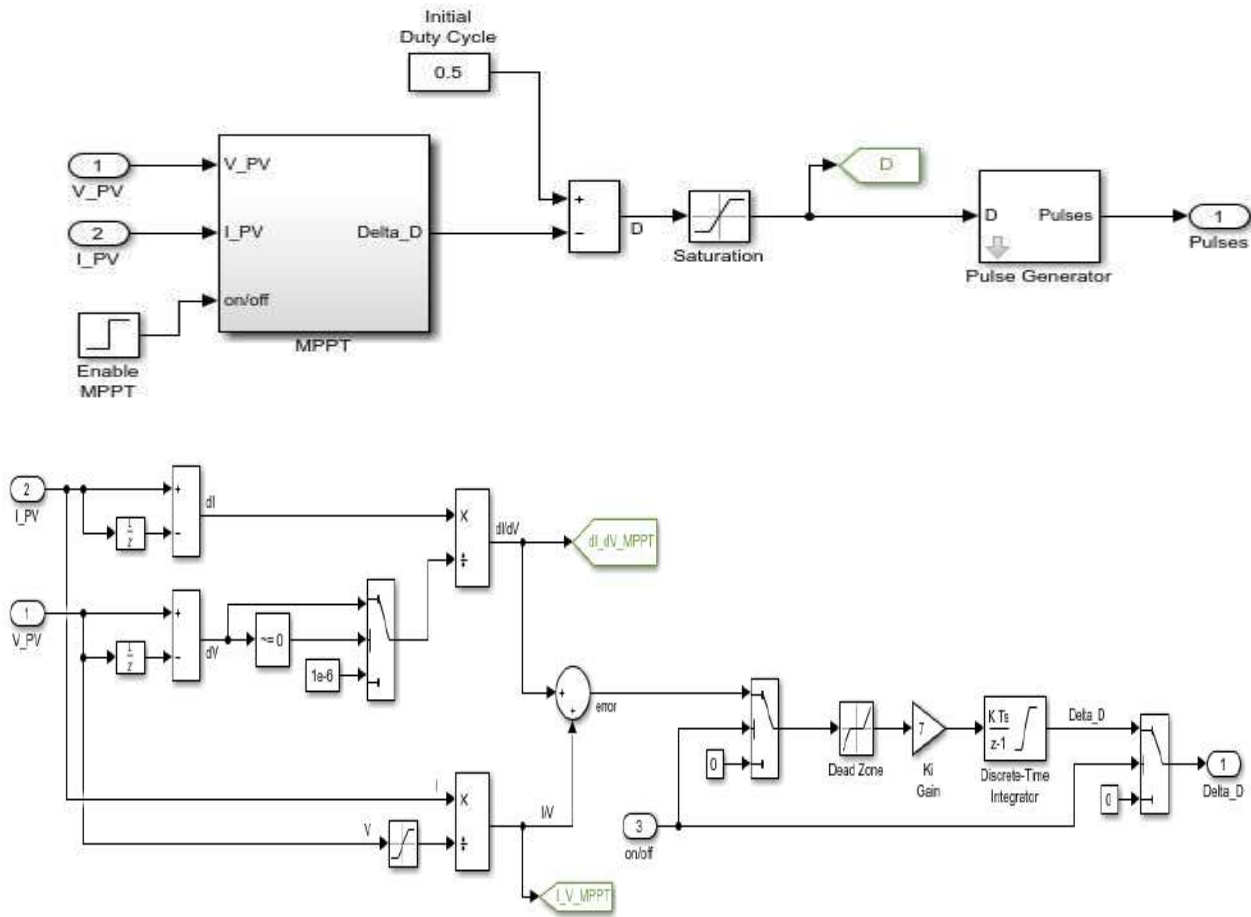 Initial
Duty Cycle
0.5
1
V_PV
V_PV
2
I_PV
I_PV
Delta_D
on/off
MPPT
Enable
MPPT
+
−
D
Saturation
D
D
Pulses
Pulse Generator
1
Pulses
2
I_PV
+
−
dI
1
z
X
÷
dI/dV
dI_dV_MPPT
1
V_PV
+
−
dV
1
z
~= 0
1e-6
+
+
error
0
Dead Zone
7
Ki
Gain
K Ts
z-1
Discrete-Time
Integrator
Delta_D
0
1
Delta_D
I
X
÷
V
I/V
3
on/off
I_V_MPPT